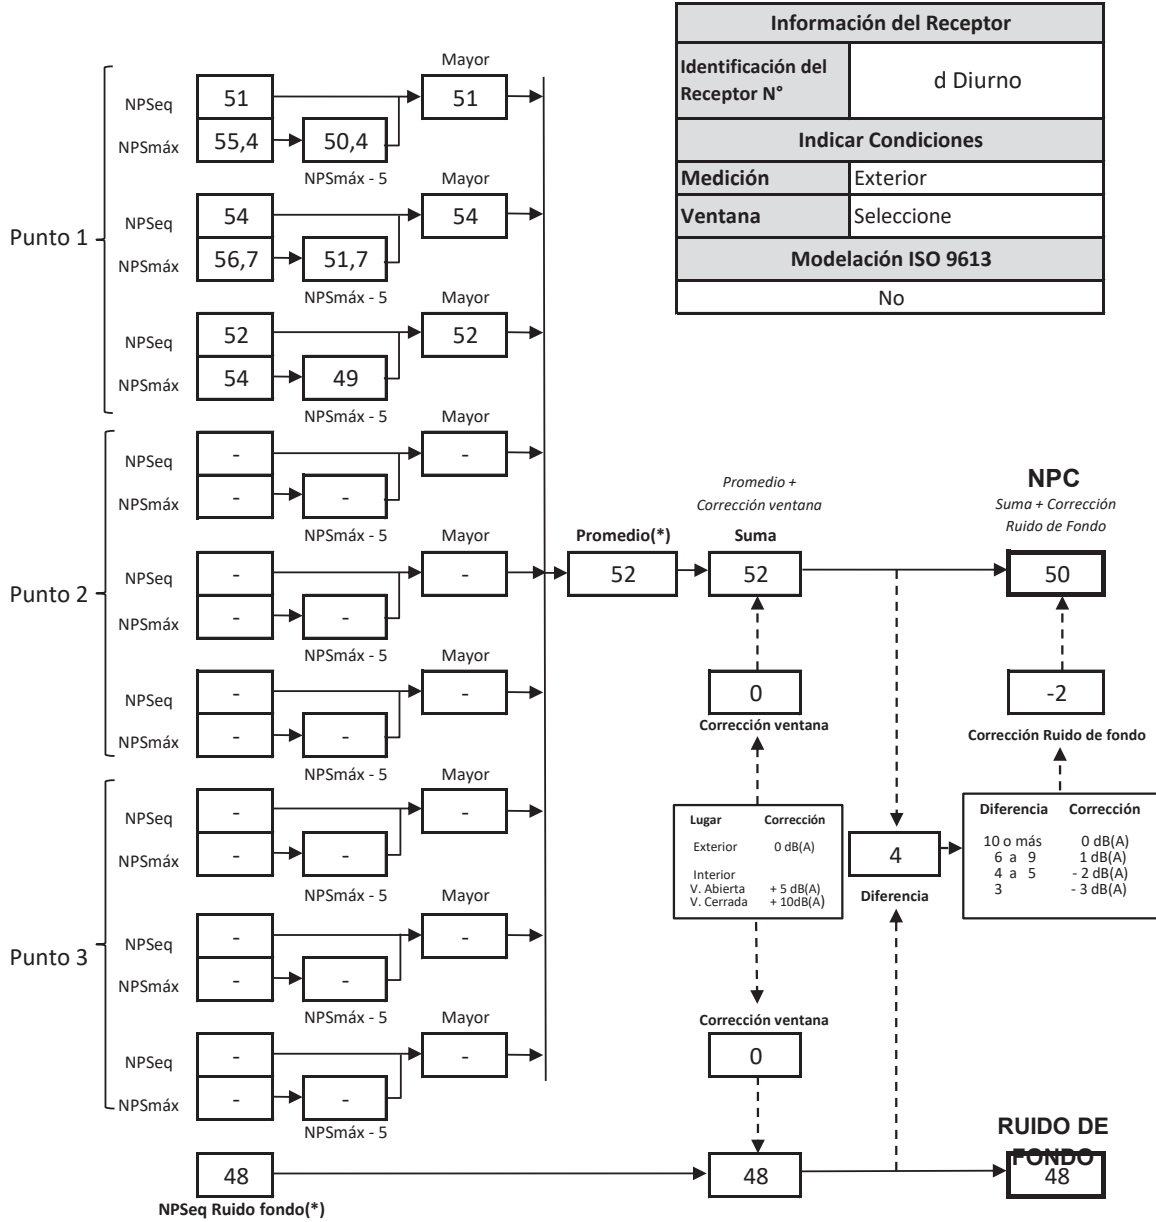 Información del Receptor
Identificación del
Receptor N°
d Diurno
Indicar Condiciones
Medición Exterior
Ventana Seleccione
Modelación ISO 9613
No
Punto 1
Mayor
NPSeq 51 51
NPSmáx 55,4 50,4
NPSmáx - 5
Mayor
NPSeq 54 54
NPSmáx 56,7 51,7
NPSmáx - 5
Mayor
NPSeq 52 52
NPSmáx 54 49
NPSmáx - 5
Punto 2
Mayor
NPSeq - -
NPSmáx - -
NPSmáx - 5
Mayor
NPSeq - -
NPSmáx - -
NPSmáx - 5
Mayor
NPSeq - -
NPSmáx - -
NPSmáx - 5
Punto 3
Mayor
NPSeq - -
NPSmáx - -
NPSmáx - 5
Mayor
NPSeq - -
NPSmáx - -
NPSmáx - 5
Mayor
NPSeq - -
NPSmáx - -
NPSmáx - 5
Promedio(*)
52
Promedio +
Corrección ventana
Suma
52
0
Corrección ventana
Lugar Corrección
Exterior 0 dB(A)
Interior
V. Abierta + 5 dB(A)
V. Cerrada + 10dB(A)
Corrección ventana
0
4
Diferencia
NPC
Suma + Corrección
Ruido de Fondo
50
-2
Corrección Ruido de fondo
Diferencia Corrección
10 o más 0 dB(A)
6 a 9 1 dB(A)
4 a 5 - 2 dB(A)
3 - 3 dB(A)
48
NPSeq Ruido fondo(*)
48
RUIDO DE
FONDO
48